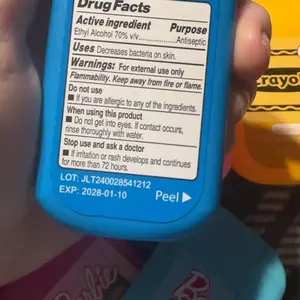 Drug Facts
Active ingredient Purpose
Ethyl Alcohol 70% v/v Antiseptic
Uses Decreases bacteria on skin.
Warnings: For external use only
Flammability. Keep away from fire or flame.
Do not use
■ If you are allergic to any of the ingredients.
When using this product
■ Do not get into eyes. If contact occurs,
rinse thoroughly with water.
Stop use and ask a doctor
■ If irritation or rash develops and continues
for more than 72 hours.
LOT: JLT240028541212
EXP: 2028-01-10
Peel ▶
rayo
Barbie
B